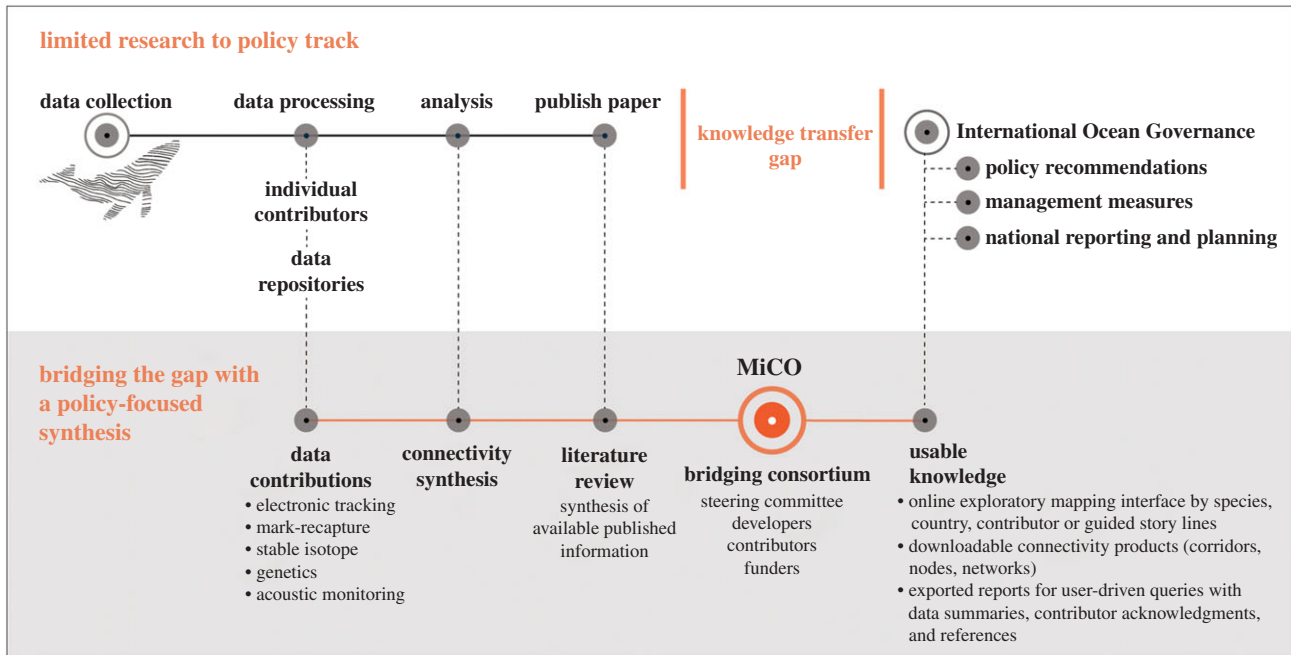 limited research to policy track
data collection
data processing
analysis
publish paper
knowledge transfer
gap
International Ocean Governance
policy recommendations
management measures
national reporting and planning
individual
contributors
data
repositories
bridging the gap with
a policy-focused
synthesis
MiCO
data
contributions
• electronic tracking
• mark-recapture
• stable isotope
• genetics
• acoustic monitoring
connectivity
synthesis
literature
review
synthesis of
available published
information
bridging consortium
steering committee
developers
contributors
funders
usable
knowledge
• online exploratory mapping interface by species,
country, contributor or guided story lines
• downloadable connectivity products (corridors,
nodes, networks)
• exported reports for user-driven queries with
data summaries, contributor acknowledgments,
and references